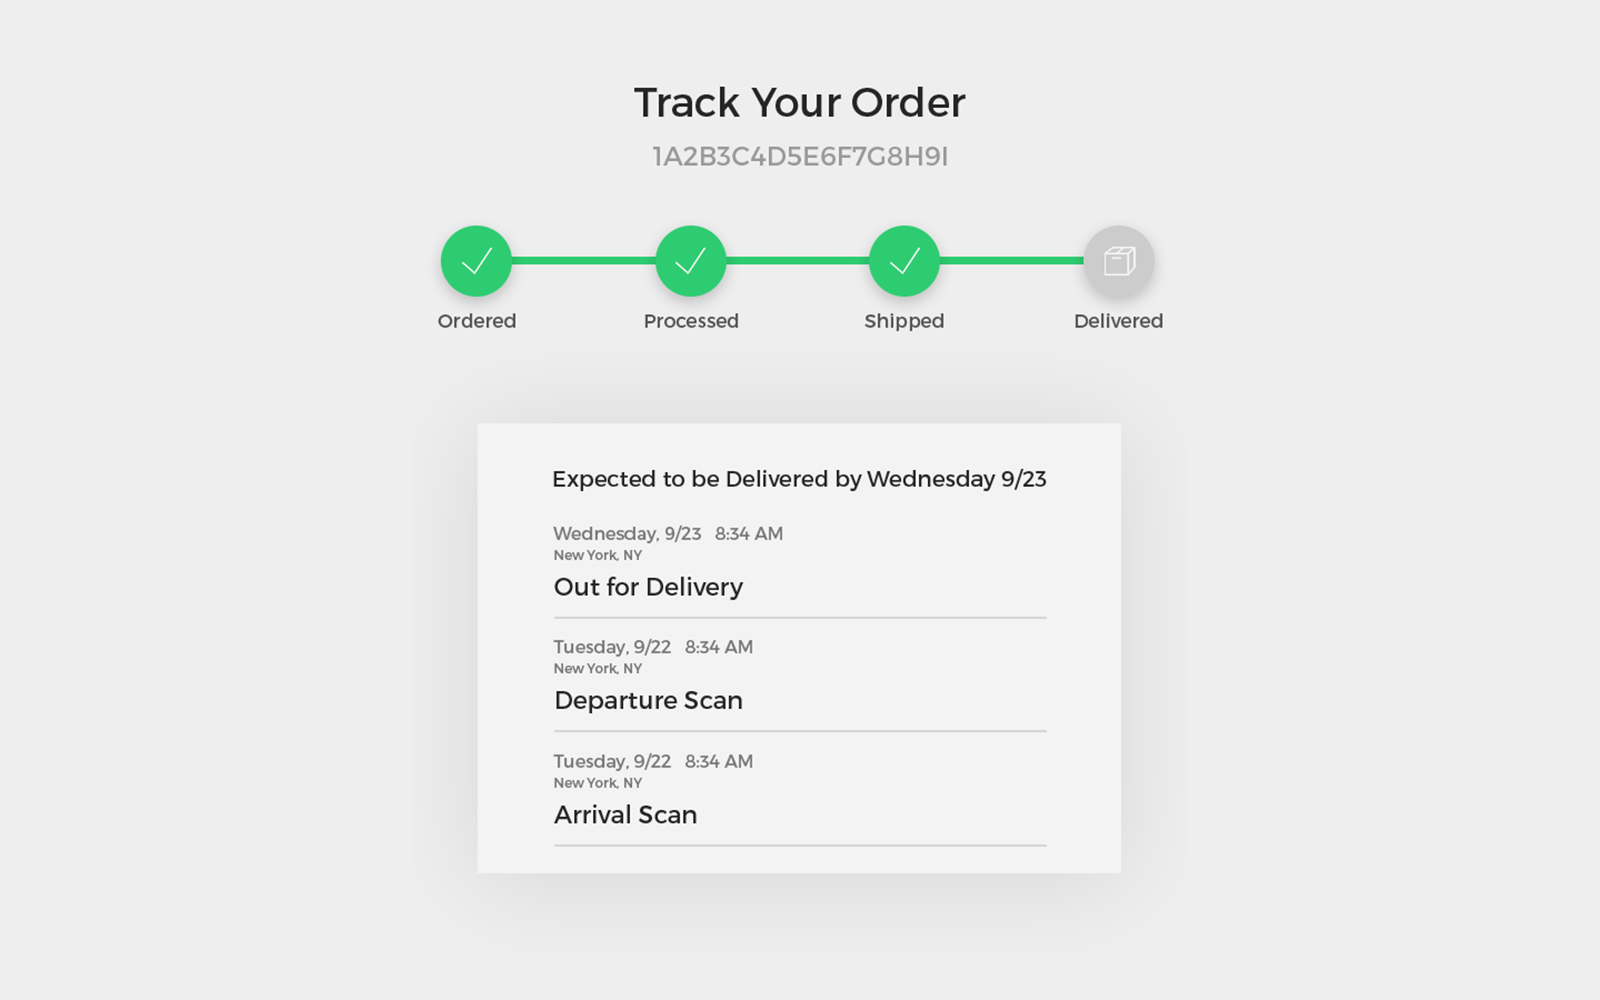 Track Your Order
1A2B3C4D5E6F7G8H9I
Ordered
Processed
Shipped
Delivered
Expected to be Delivered by Wednesday 9/23
Wednesday, 9/23 8:34 AM
New York, NY
Out for Delivery
Tuesday, 9/22 8:34 AM
New York, NY
Departure Scan
Tuesday, 9/22 8:34 AM
New York, NY
Arrival Scan